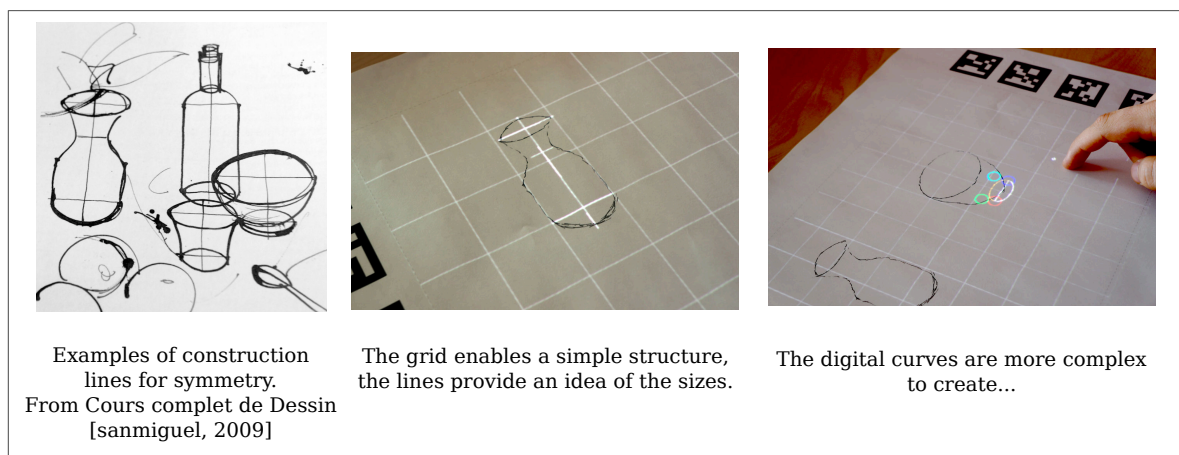 Examples of construction
lines for symmetry.
From Cours complet de Dessin
[sanmiguel, 2009]
The grid enables a simple structure,
the lines provide an idea of the sizes.
The digital curves are more complex
to create...